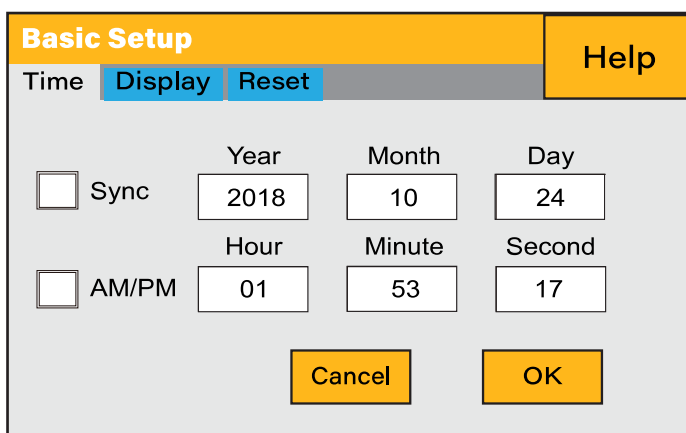 Basic Setup
Help
Time Display Reset
Year Month Day
Sync 2018 10 24
Hour Minute Second
AM/PM 01 53 17
Cancel OK